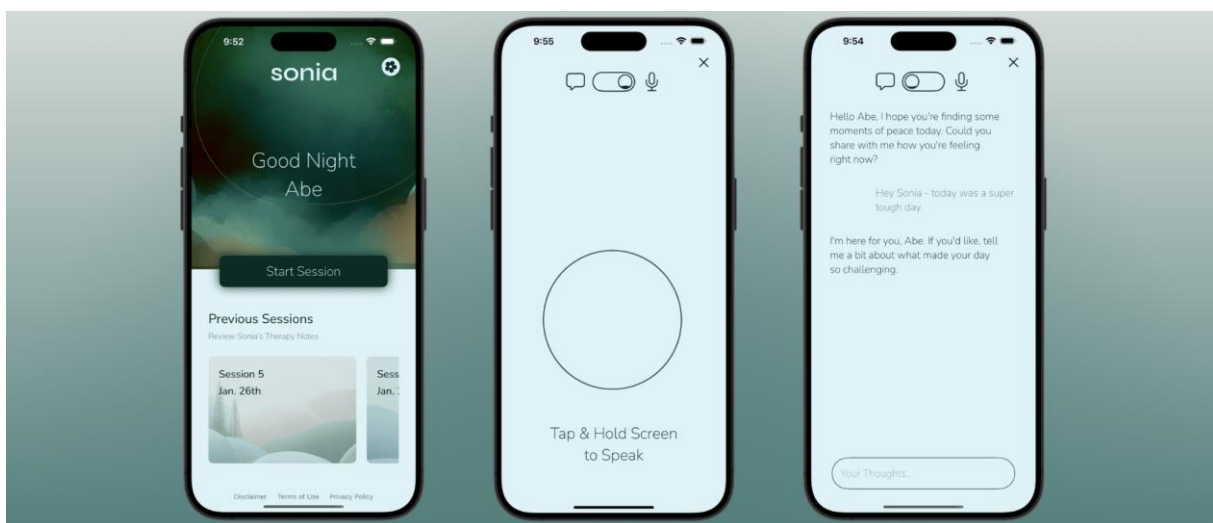 9:52
sonia
Good Night
Abe
Start Session
Previous Sessions
Review Sonia's Therapy Notes
Session 5
Jan. 26th
Sess
Jan.
Disclaimer Terms of Use Privacy Policy
9:55
Tap & Hold Screen
to Speak
9:54
Hello Abe, I hope you're finding some
moments of peace today. Could you
share with me how you're feeling
right now?
Hey Sonia - today was a super
tough day.
I'm here for you, Abe. If you'd like, tell
me a bit about what made your day
so challenging.
Your Thoughts...